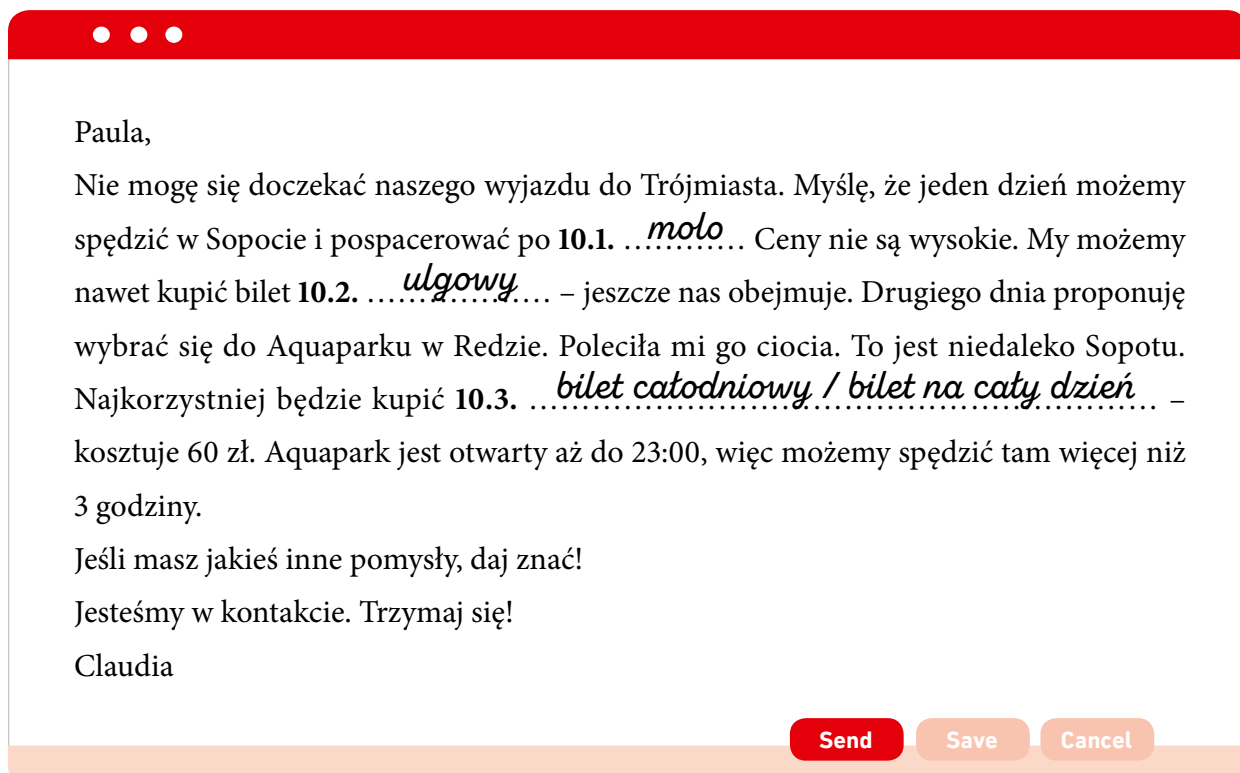 Paula,
Nie mogę się doczekać naszego wyjazdu do Trójmiasta. Myślę, że jeden dzień możemy
spędzić w Sopocie i pospacerować po 10.1. ...molo... Ceny nie są wysokie. My możemy
nawet kupić bilet 10.2. ...ulgowy... – jeszcze nas obejmuje. Drugiego dnia proponuję
wybrać się do Aquaparku w Redzie. Poleciła mi go ciocia. To jest niedaleko Sopotu.
Najkorzystniej będzie kupić 10.3. ...bilet całodniowy / bilet na cały dzień... –
kosztuje 60 zł. Aquapark jest otwarty aż do 23:00, więc możemy spędzić tam więcej niż
3 godziny.
Jeśli masz jakieś inne pomysły, daj znać!
Jesteśmy w kontakcie. Trzymaj się!
Claudia
Send Save Cancel